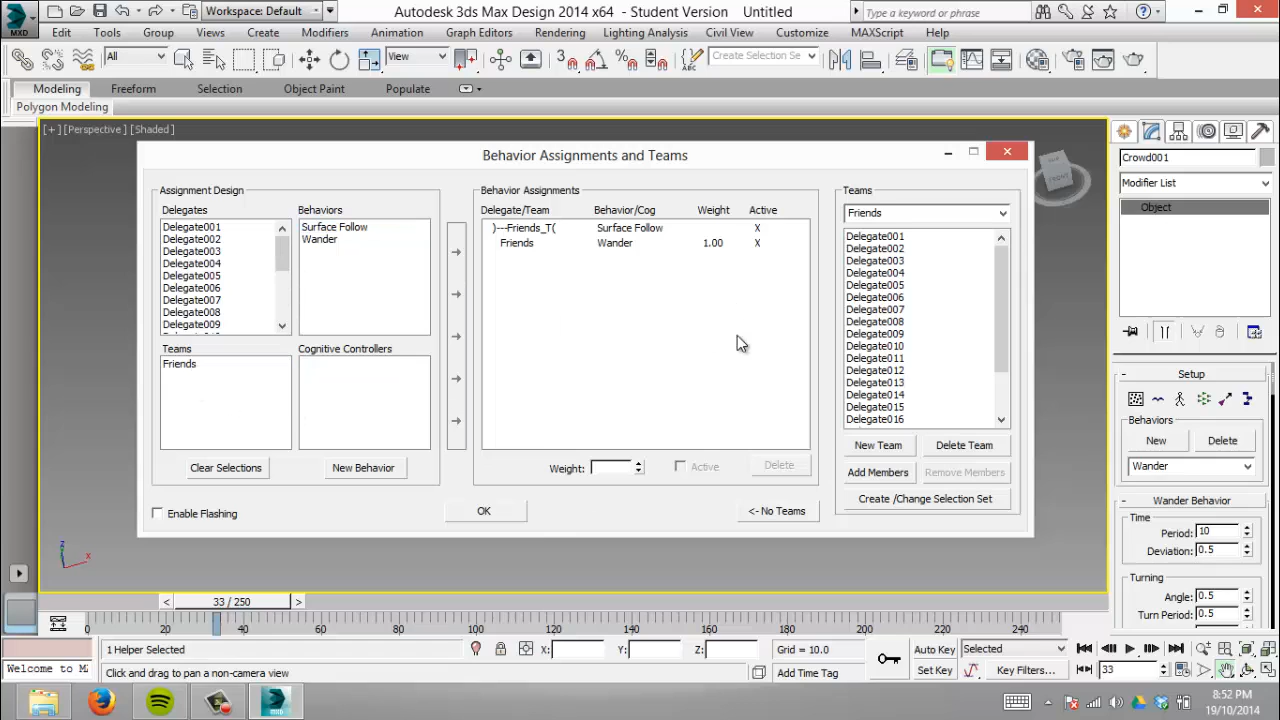 Workspace: Default
Autodesk 3ds Max Design 2014 x64 - Student Version Untitled
Type a keyword or phrase
MXD
Edit Tools Group Views Create Modifiers Animation Graph Editors Rendering Lighting Analysis Civil View Customize MAXScript Help
All View Create Selection Se
Modeling Freeform Selection Object Paint Populate
Polygon Modeling
[+] [Perspective] [Shaded]
Behavior Assignments and Teams
Assignment Design
Delegates
Delegate001
Delegate002
Delegate003
Delegate004
Delegate005
Delegate006
Delegate007
Delegate008
Delegate009
Behaviors
Surface Follow
Wander
Teams
Friends
Cognitive Controllers
Clear Selections
New Behavior
Enable Flashing
Behavior Assignments
Delegate/Team Behavior/Cog Weight Active
)---Friends_T( Surface Follow X
Friends Wander 1.00 X
Weight: Active Delete
OK
<- No Teams
Teams
Friends
Delegate001
Delegate002
Delegate003
Delegate004
Delegate005
Delegate006
Delegate007
Delegate008
Delegate009
Delegate010
Delegate011
Delegate012
Delegate013
Delegate014
Delegate015
Delegate016
New Team Delete Team
Add Members Remove Members
Create /Change Selection Set
Crowd001
Modifier List
Object
Setup
Behaviors
New Delete
Wander
Wander Behavior
Time
Period: 10
Deviation: 0.5
Turning
Angle: 0.5
Turn Period: 0.5
z
x
< 33 / 250 >
0 20 40 60 80 100 120 140 160 180 200 220 240
1 Helper Selected X: Y: Z: Grid = 10.0 Auto Key Selected
Welcome to M Click and drag to pan a non-camera view Add Time Tag Set Key Key Filters... 33
8:52 PM
19/10/2014